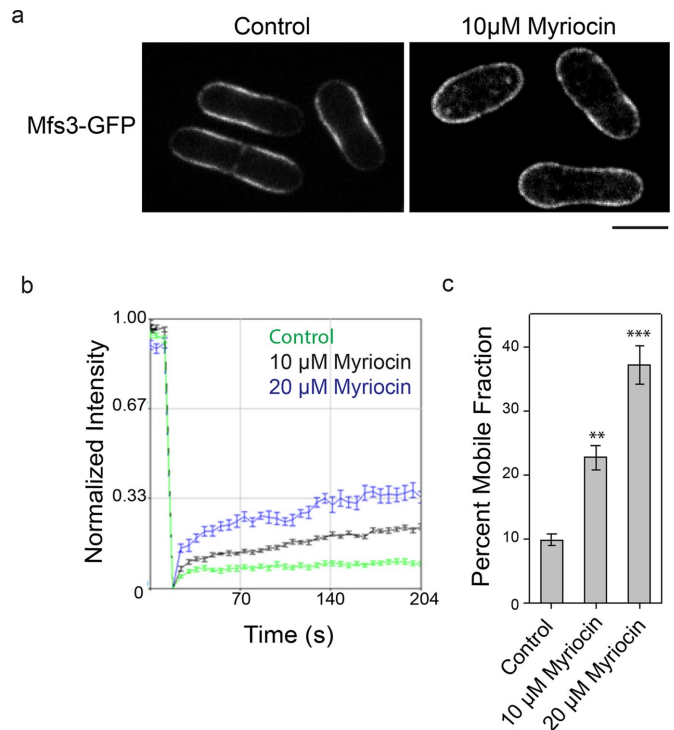 a
Control
10µM Myriocin
Mfs3-GFP
b
Normalized Intensity
1.00
0.67
0.33
0
70
140
204
Time (s)
Control
10 µM Myriocin
20 µM Myriocin
c
Percent Mobile Fraction
40
30
20
10
0
**
***
Control
10 µM Myriocin
20 µM Myriocin